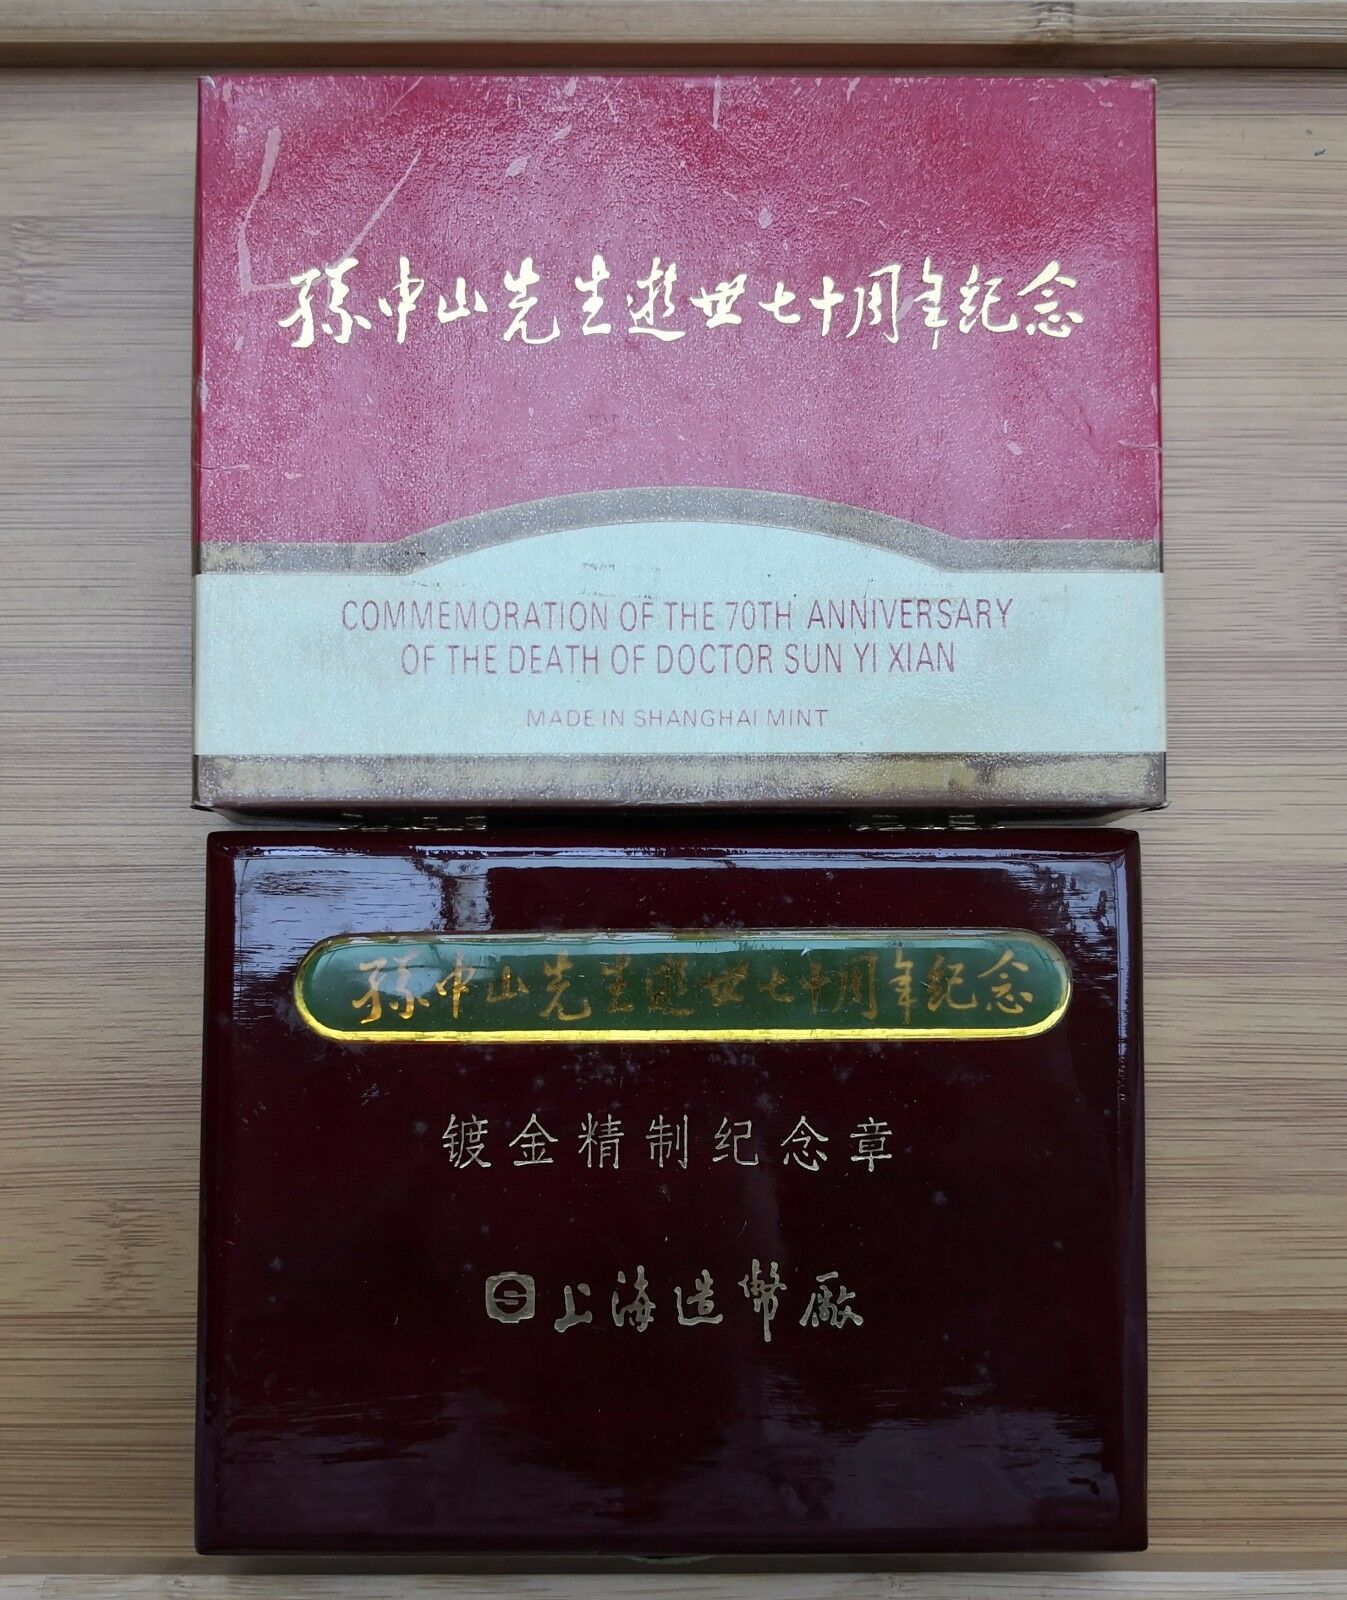 孫中山先生逝世七十周年纪念
COMMEMORATION OF THE 70TH ANNIVERSARY
OF THE DEATH OF DOCTOR SUN YI XIAN
MADE IN SHANGHAI MINT
孫中山先生逝世七十周年纪念
镀金精制纪念章
S上海造幣廠